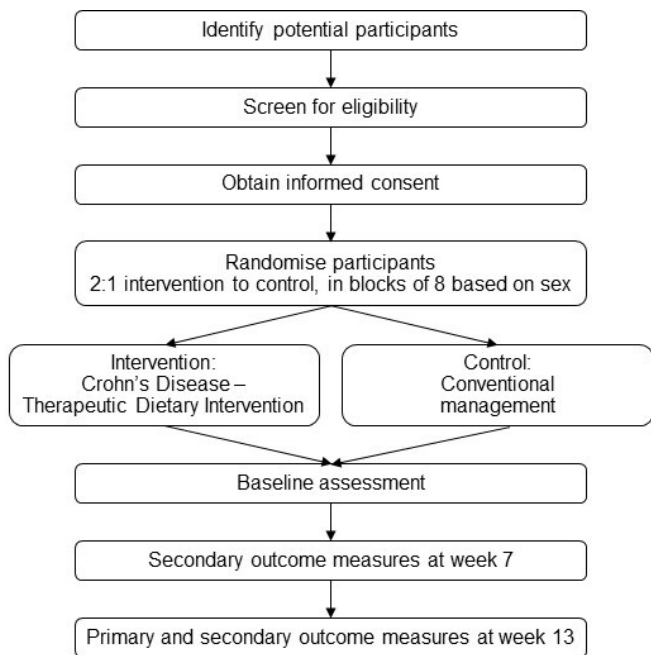 Identify potential participants
Screen for eligibility
Obtain informed consent
Randomise participants
2:1 intervention to control, in blocks of 8 based on sex
Intervention:
Crohn's Disease –
Therapeutic Dietary Intervention
Control:
Conventional
management
Baseline assessment
Secondary outcome measures at week 7
Primary and secondary outcome measures at week 13